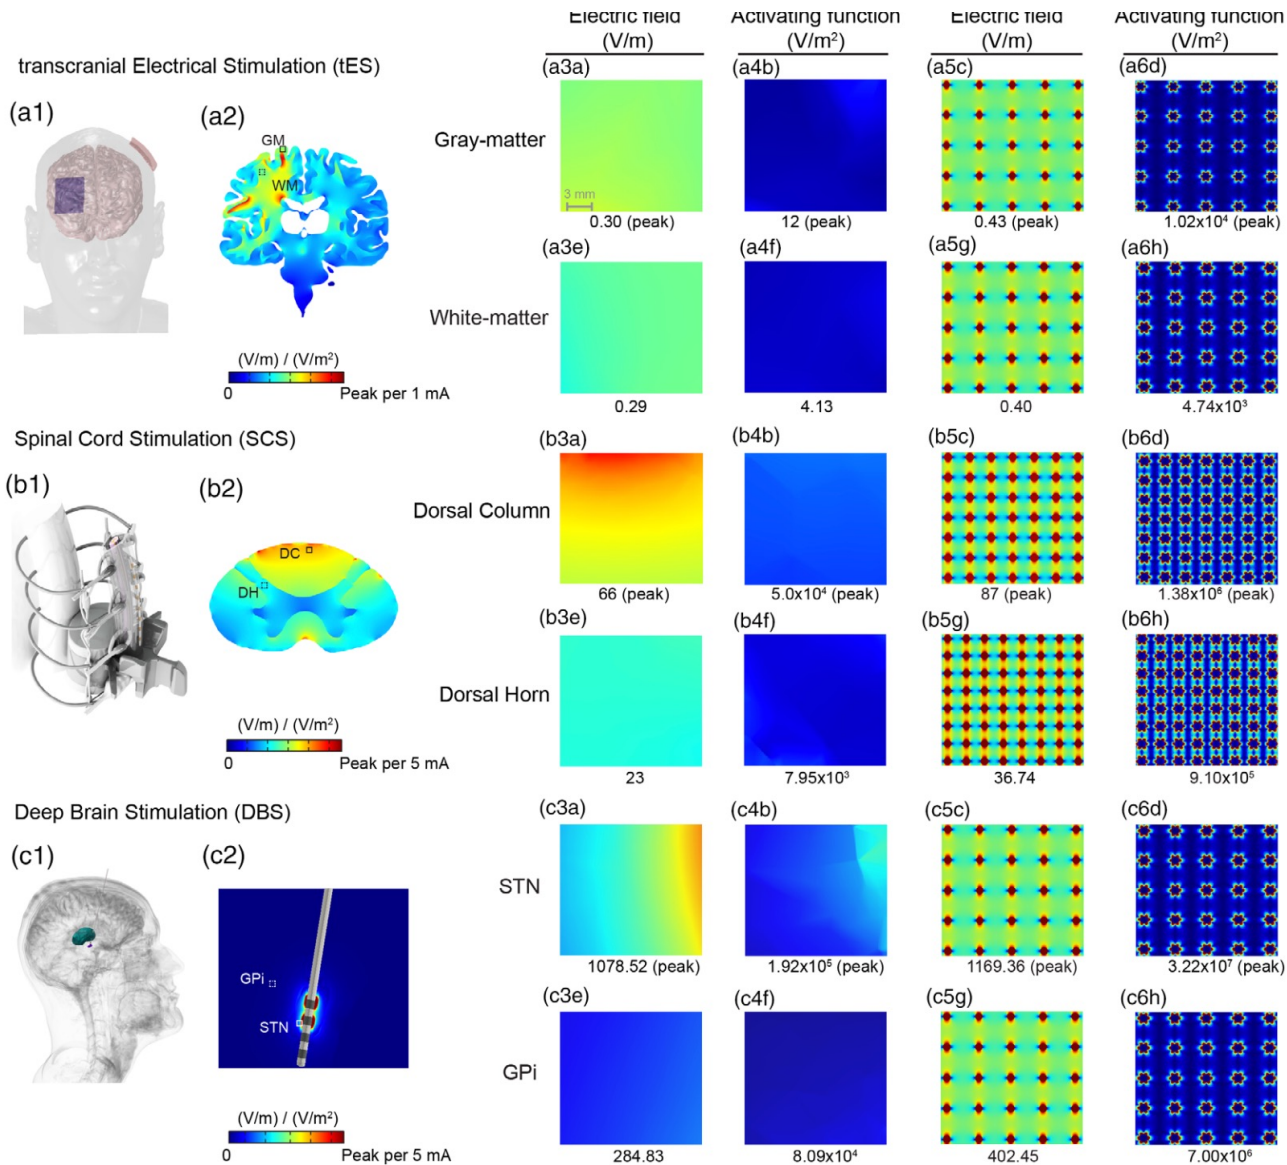 Electric field Activating function Electric field Activating function
(V/m) (V/m²) (V/m) (V/m²)
transcranial Electrical Stimulation (tES)
(a1) (a2) (a3a) (a4b) (a5c) (a6d)
GM
WM
Gray-matter
3 mm
0.30 (peak) 12 (peak) 0.43 (peak) 1.02x10⁴ (peak)
(a3e) (a4f) (a5g) (a6h)
White-matter
(V/m) / (V/m²)
0 Peak per 1 mA
0.29 4.13 0.40 4.74x10³
Spinal Cord Stimulation (SCS)
(b1) (b2) (b3a) (b4b) (b5c) (b6d)
DC
DH
Dorsal Column
66 (peak) 5.0x10⁴ (peak) 87 (peak) 1.38x10⁶ (peak)
(b3e) (b4f) (b5g) (b6h)
Dorsal Horn
(V/m) / (V/m²)
0 Peak per 5 mA
23 7.95x10³ 36.74 9.10x10⁵
Deep Brain Stimulation (DBS)
(c1) (c2) (c3a) (c4b) (c5c) (c6d)
STN
GPi
STN
1078.52 (peak) 1.92x10⁵ (peak) 1169.36 (peak) 3.22x10⁷ (peak)
(c3e) (c4f) (c5g) (c6h)
GPi
(V/m) / (V/m²)
0 Peak per 5 mA
284.83 8.09x10⁴ 402.45 7.00x10⁶